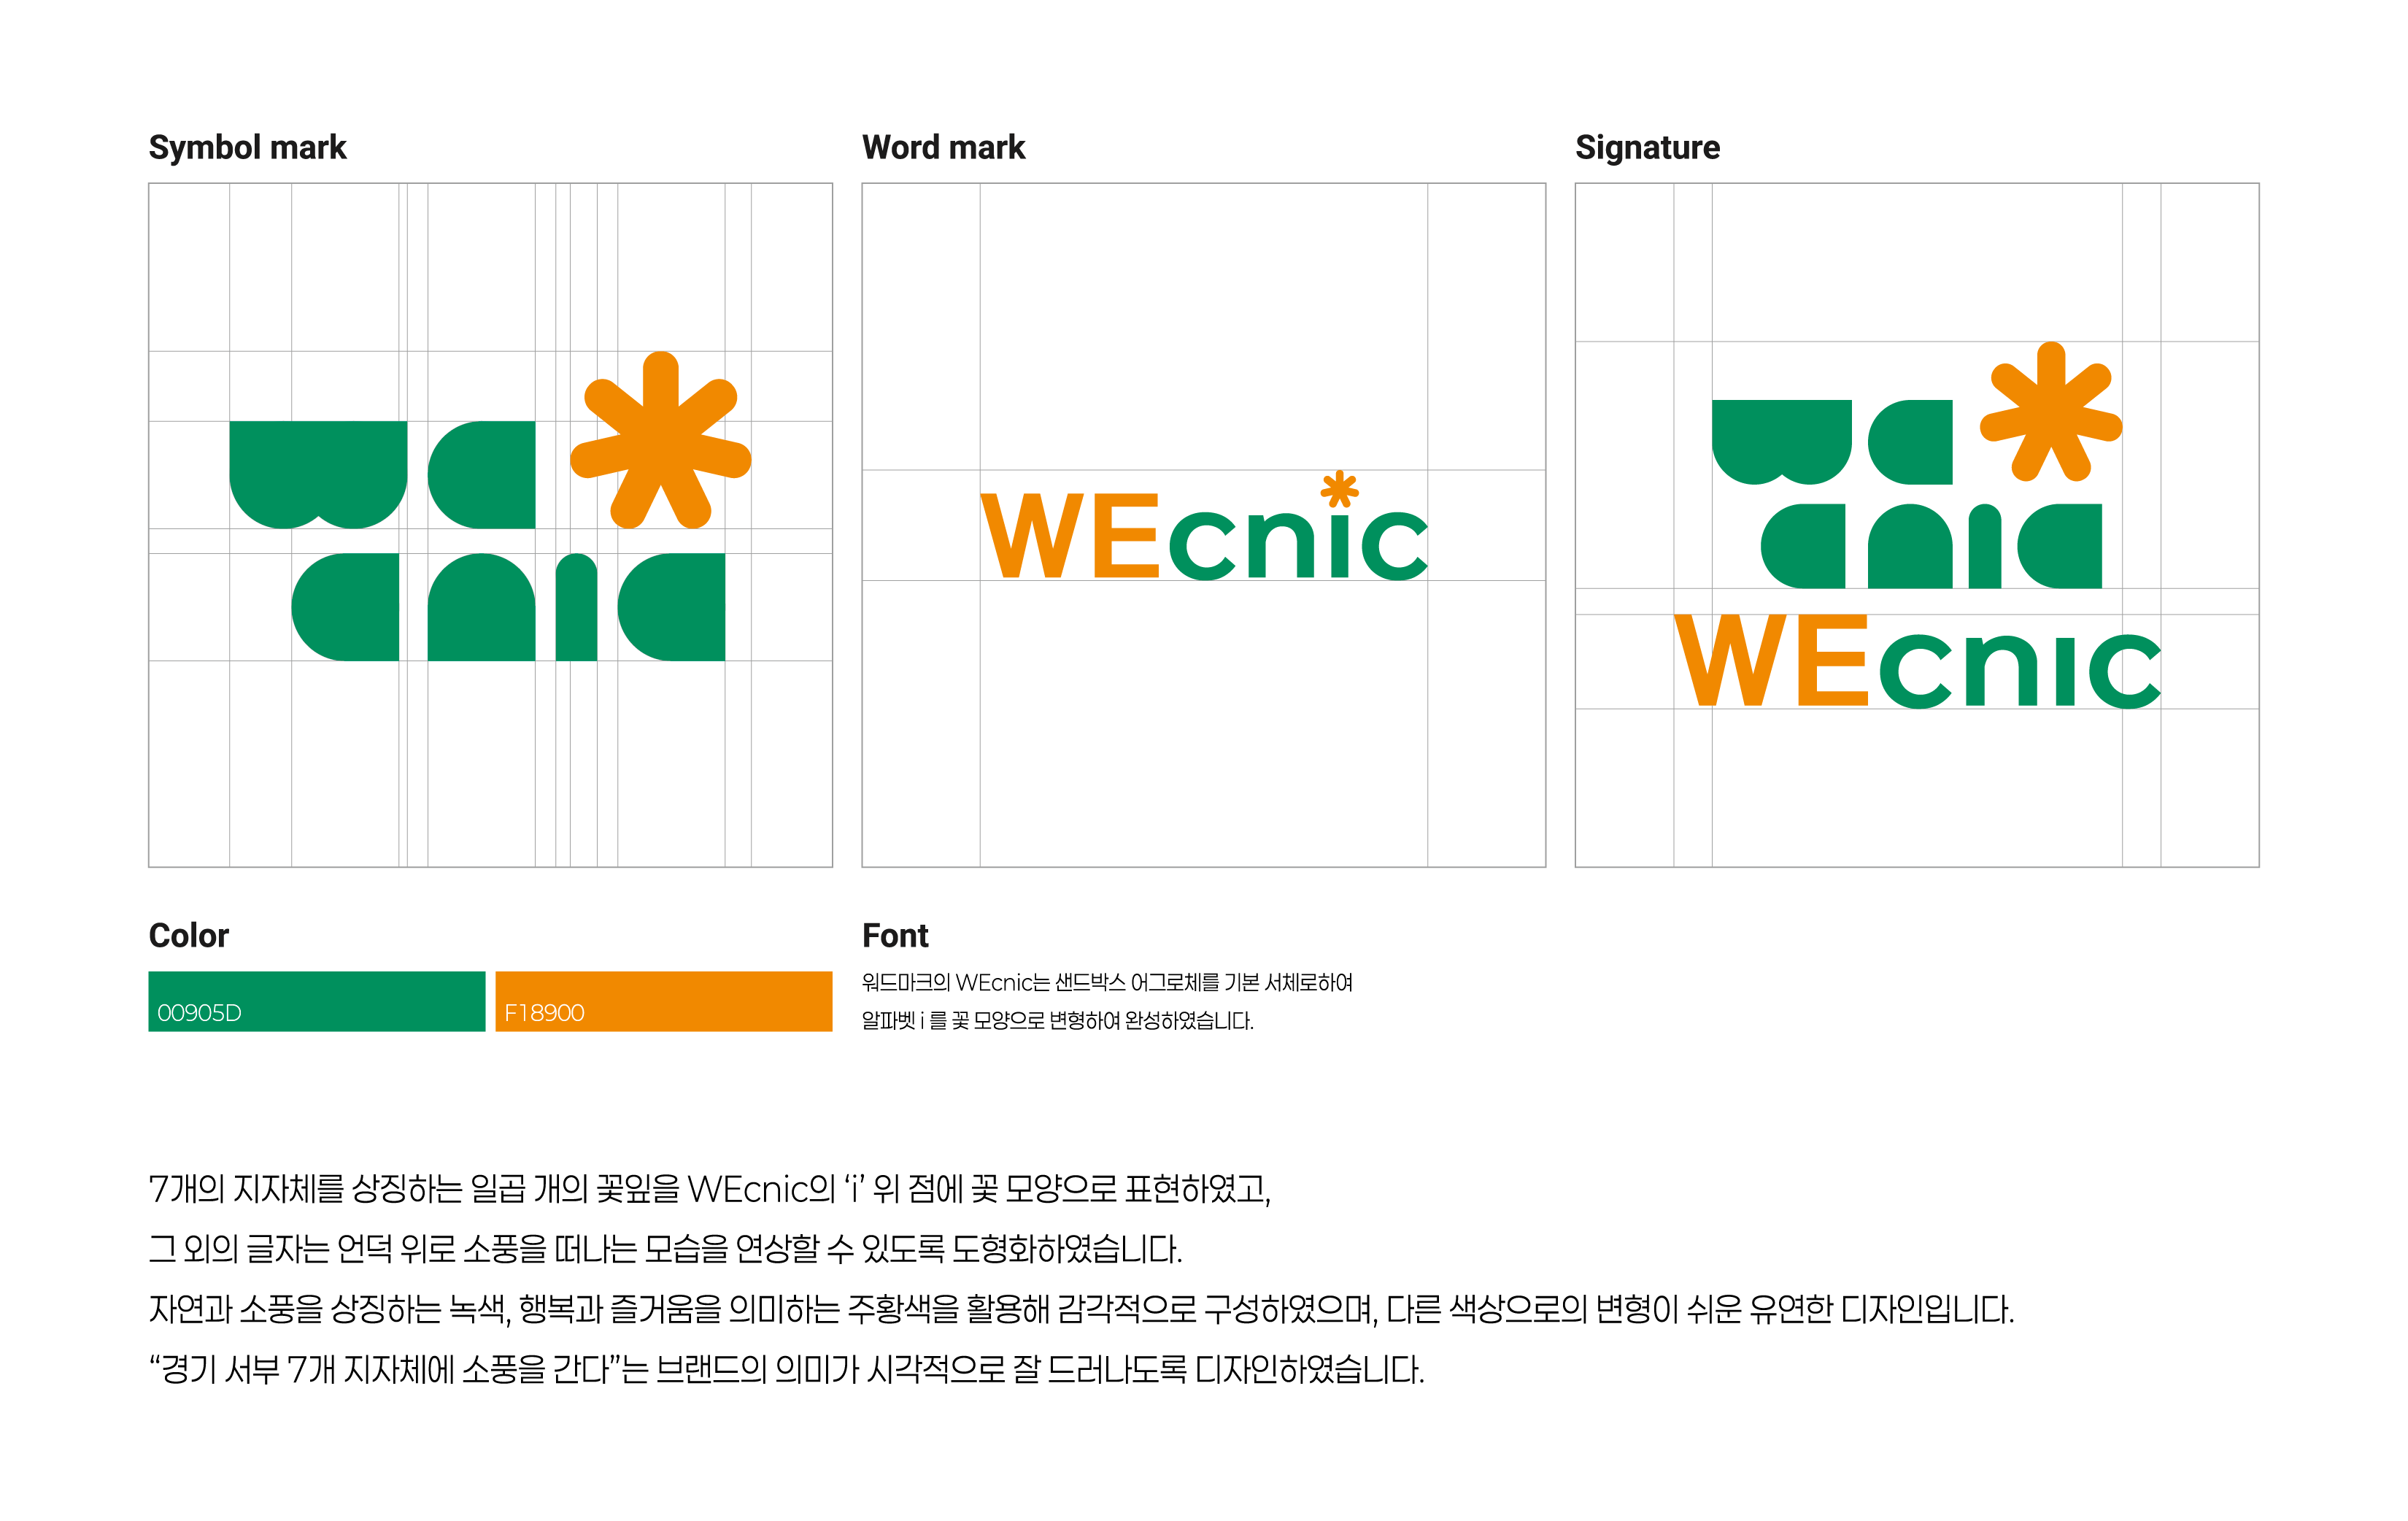 Symbol mark
Word mark
Signature
we
cnic
WEcnic
we
cnic
WEcnic
Color
Font
00905D
F18900
워드마크의 WEcnic는 샌드박스 어그로체를 기본 서체로하여
알파벳 i 를 꽃 모양으로 변형하여 완성하였습니다.
7개의 지자체를 상징하는 일곱 개의 꽃잎을 WEcnic의 ‘i’ 위 점에 꽃 모양으로 표현하였고,
그 외의 글자는 언덕 위로 소풍을 떠나는 모습을 연상할 수 있도록 도형화하였습니다.
자연과 소풍을 상징하는 녹색, 행복과 즐거움을 의미하는 주황색을 활용해 감각적으로 구성하였으며, 다른 색상으로의 변형이 쉬운 유연한 디자인입니다.
“경기 서부 7개 지자체에 소풍을 간다”는 브랜드의 의미가 시각적으로 잘 드러나도록 디자인하였습니다.